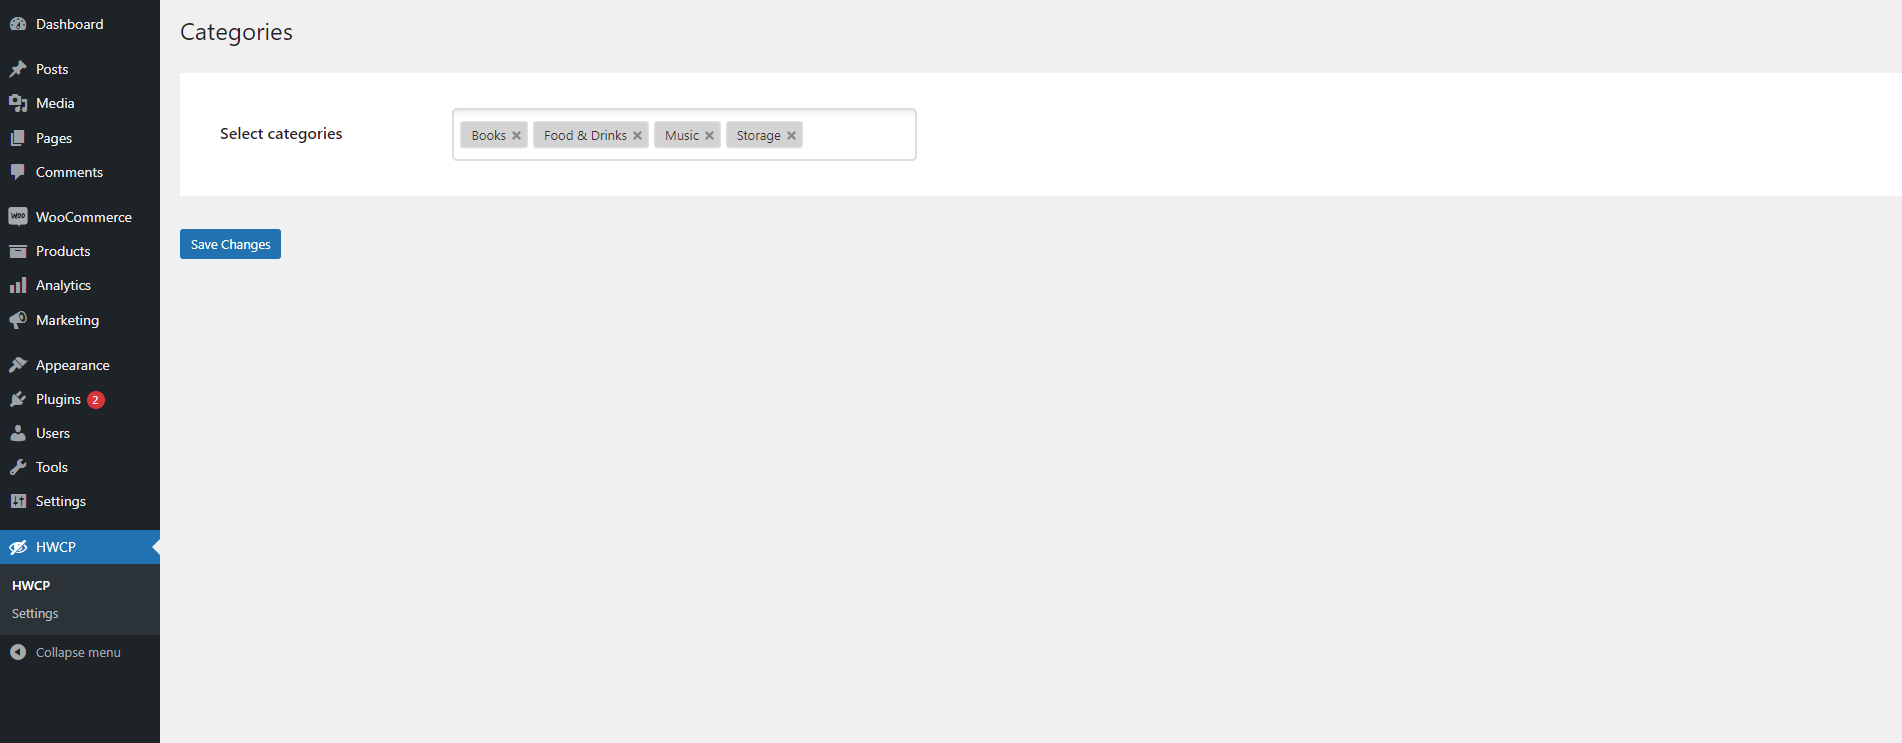 Dashboard
Posts
Media
Pages
Comments
WOO WooCommerce
Products
Analytics
Marketing
Appearance
Plugins 2
Users
Tools
Settings
HWCP
HWCP
Settings
Collapse menu
Categories
Select categories
Books × Food & Drinks × Music × Storage ×
Save Changes